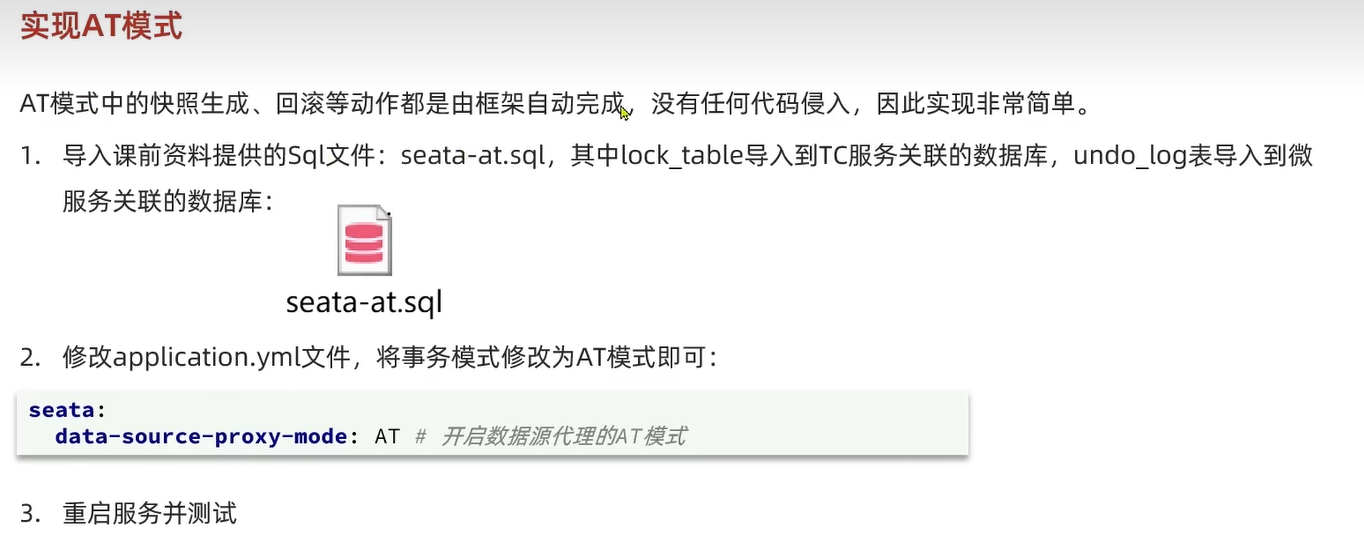 实现AT模式
AT模式中的快照生成、回滚等动作都是由框架自动完成，没有任何代码侵入，因此实现非常简单。
1. 导入课前资料提供的Sql文件：seata-at.sql，其中lock_table导入到TC服务关联的数据库，undo_log表导入到微
服务关联的数据库：
seata-at.sql
2. 修改application.yml文件，将事务模式修改为AT模式即可：
seata:
  data-source-proxy-mode: AT # 开启数据源代理的AT模式
3. 重启服务并测试